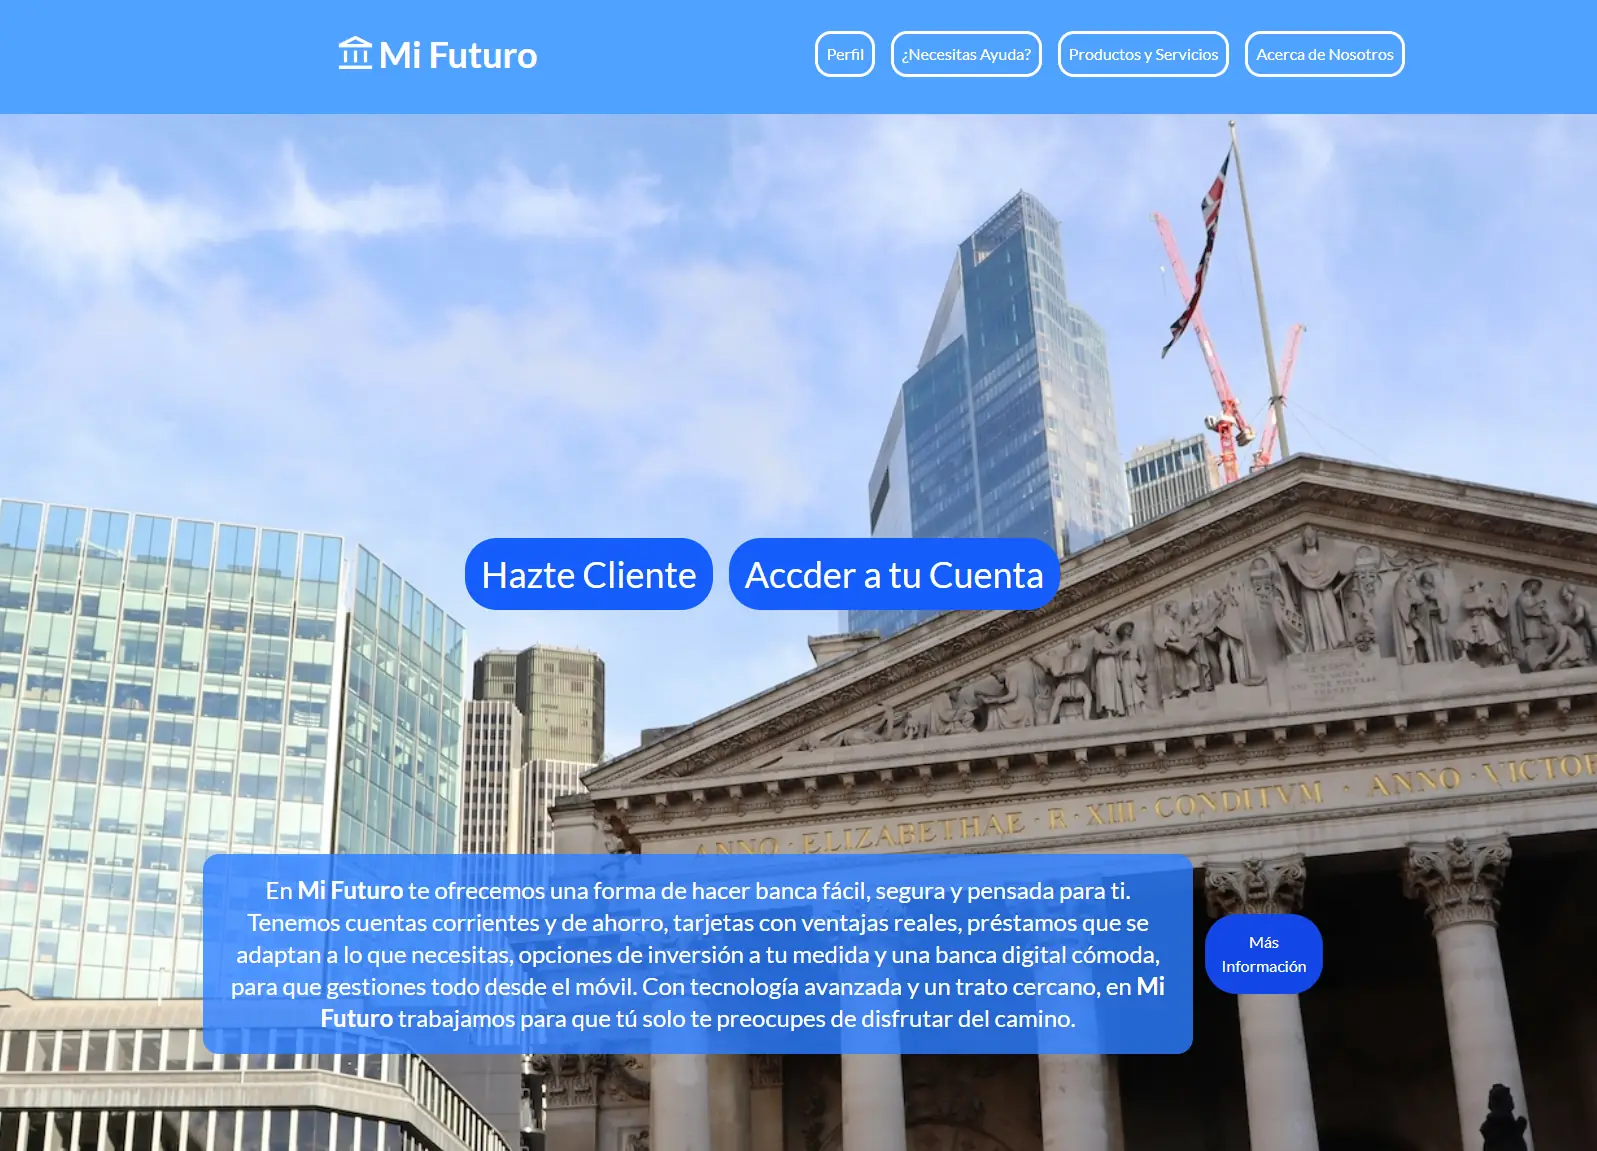 Mi Futuro
Perfil
¿Necesitas Ayuda?
Productos y Servicios
Acerca de Nosotros
Hazte Cliente
Accder a tu Cuenta
ANNO · ELIZABETHAE · R · XIII · CONDITVM · ANNO · VICTO
En Mi Futuro te ofrecemos una forma de hacer banca fácil, segura y pensada para ti.
Tenemos cuentas corrientes y de ahorro, tarjetas con ventajas reales, préstamos que se
adaptan a lo que necesitas, opciones de inversión a tu medida y una banca digital cómoda,
para que gestiones todo desde el móvil. Con tecnología avanzada y un trato cercano, en Mi
Futuro trabajamos para que tú solo te preocupes de disfrutar del camino.
Más
Información